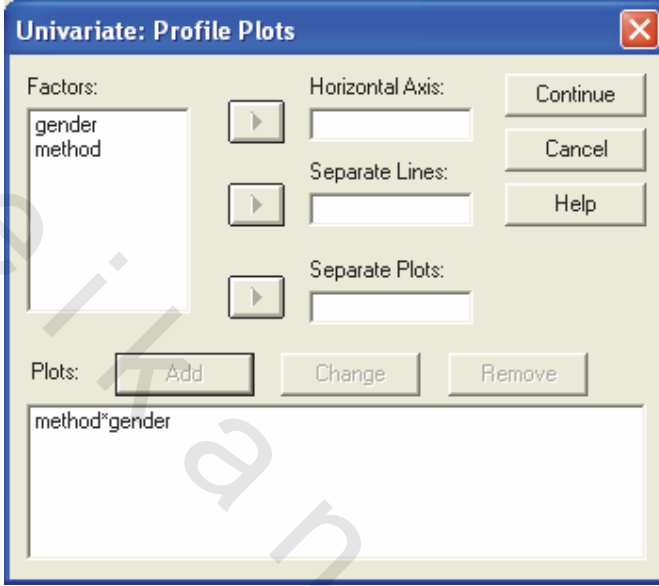 Univariate: Profile Plots
Factors:
gender
method
Horizontal Axis:
Separate Lines:
Separate Plots:
Continue
Cancel
Help
Plots:
Add
Change
Remove
method*gender
e i k a n